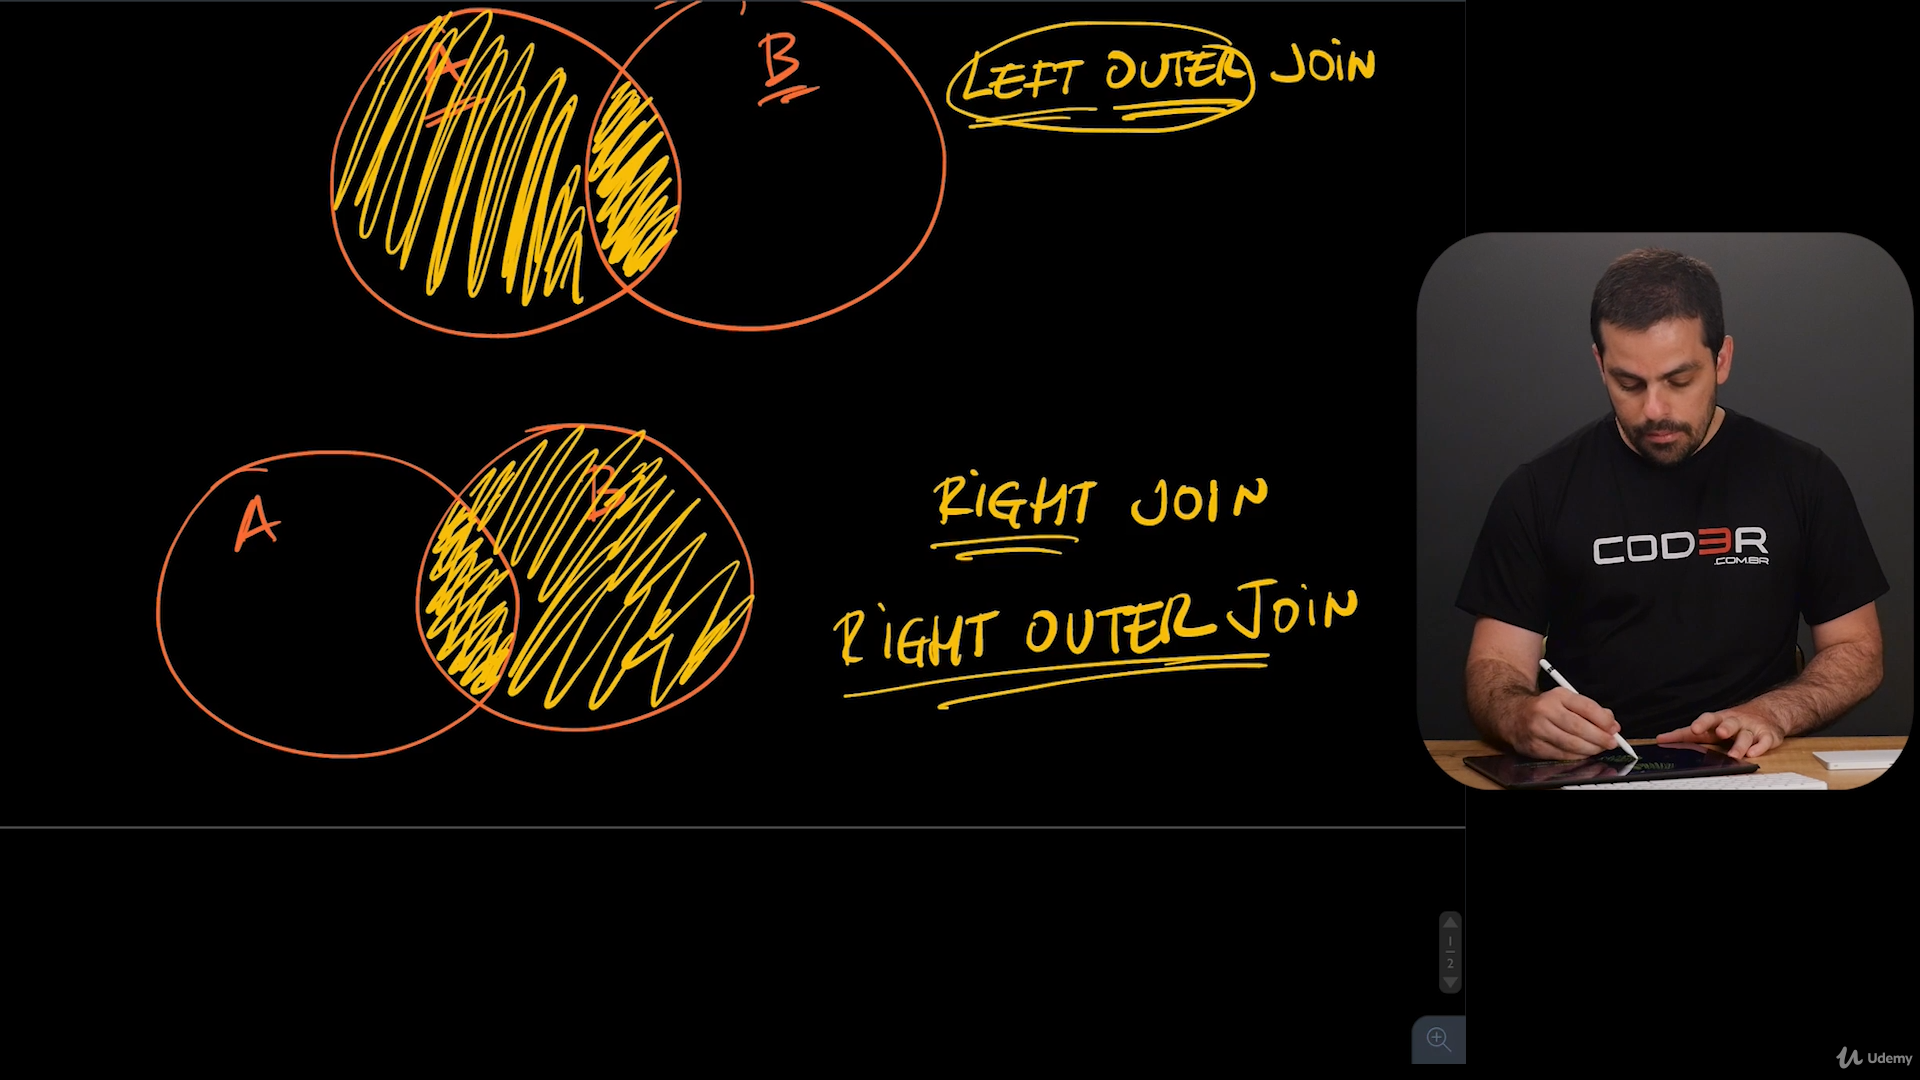 A
B
LEFT OUTER JOIN
A
B
RIGHT JOIN
RIGHT OUTER JOIN
COD3R
.COM.BR
1
2
Udemy